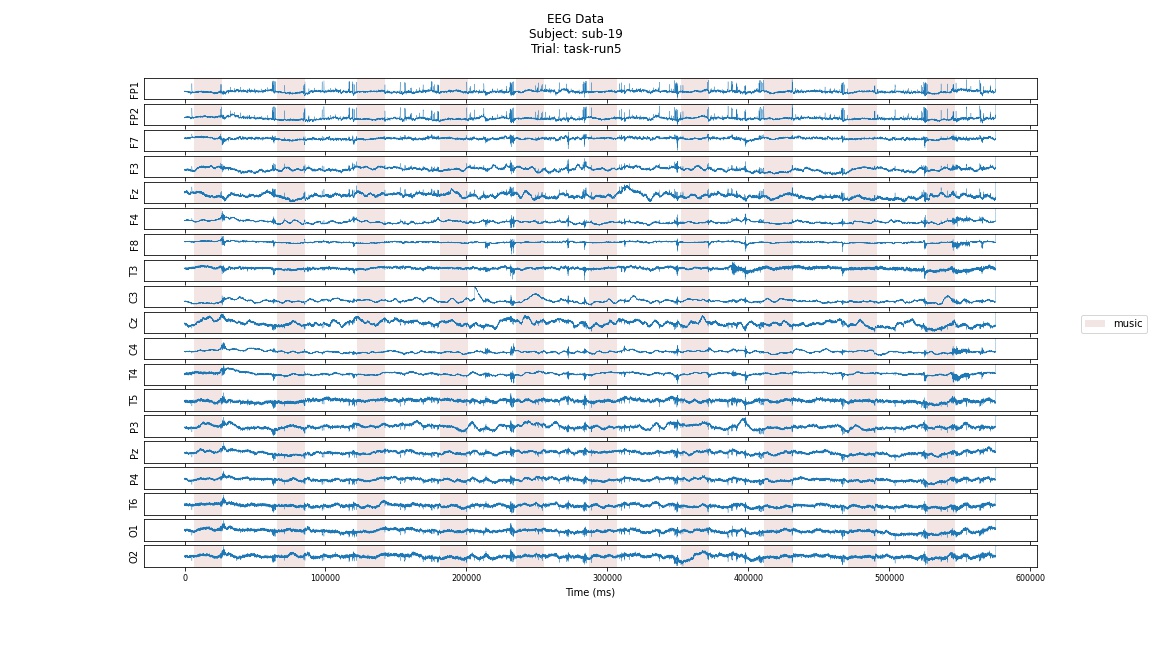 EEG Data
Subject: sub-19
Trial: task-run5
FP1
FP2
F7
F3
Fz
F4
F8
T3
C3
Cz
C4
T4
T5
P3
Pz
P4
T6
O1
O2
music
0 100000 200000 300000 400000 500000 600000
Time (ms)